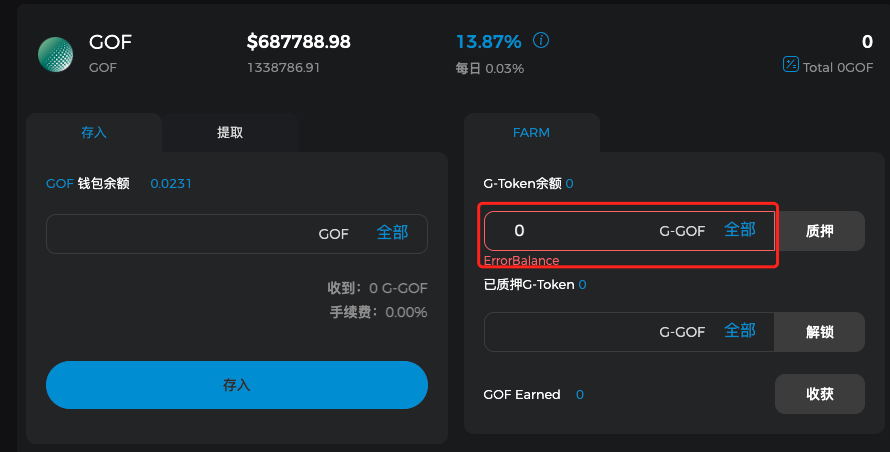 GOF
GOF
$687788.98
1338786.91
13.87%
每日 0.03%
0
Total 0GOF
存入
提取
GOF 钱包余额 0.0231
GOF 全部
收到：0 G-GOF
手续费：0.00%
存入
FARM
G-Token余额 0
0 G-GOF 全部 质押
ErrorBalance
已质押G-Token 0
G-GOF 全部 解锁
GOF Earned 0 收获